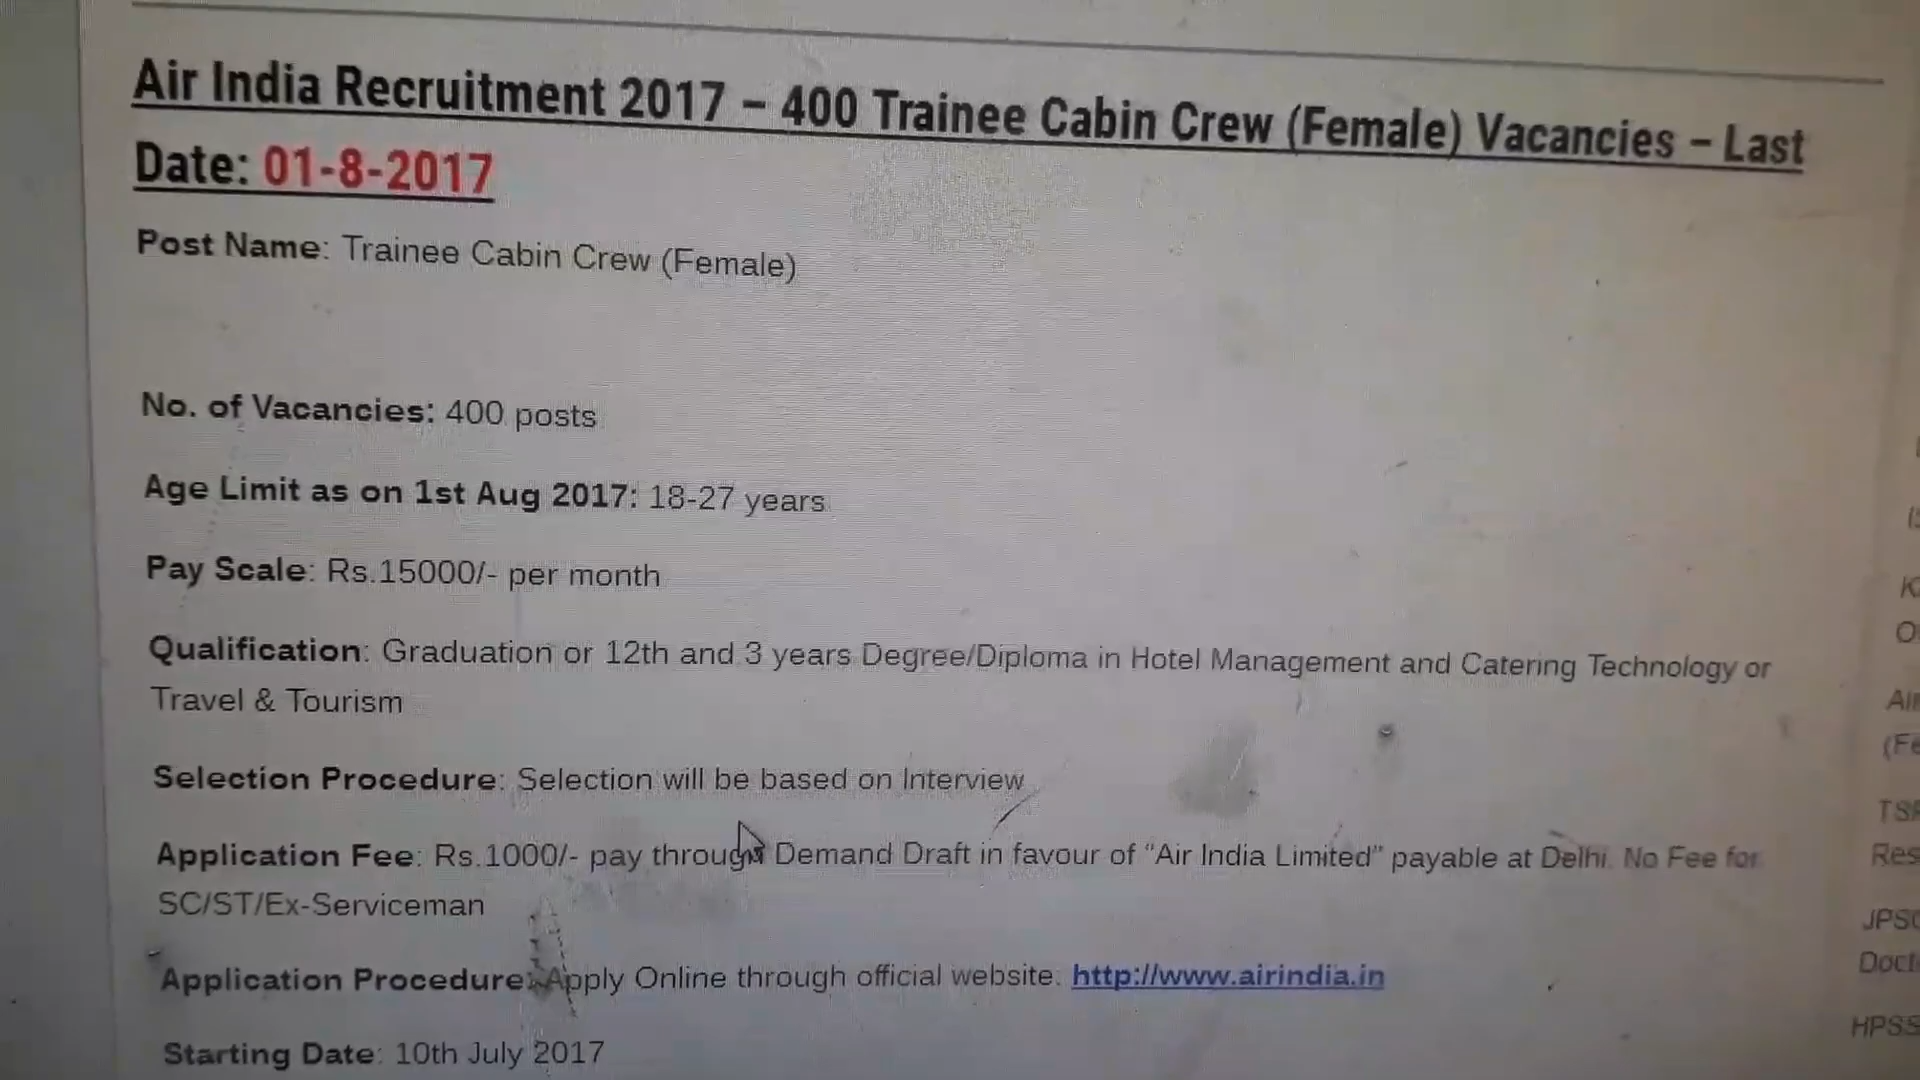 Air India Recruitment 2017 – 400 Trainee Cabin Crew (Female) Vacancies – Last
Date: 01-8-2017
Post Name: Trainee Cabin Crew (Female)
No. of Vacancies: 400 posts
Age Limit as on 1st Aug 2017: 18-27 years
Pay Scale: Rs.15000/- per month
Qualification: Graduation or 12th and 3 years Degree/Diploma in Hotel Management and Catering Technology or
Travel & Tourism
Selection Procedure: Selection will be based on Interview
Application Fee: Rs.1000/- pay through Demand Draft in favour of “Air India Limited” payable at Delhi. No Fee for
SC/ST/Ex-Serviceman
Application Procedure: Apply Online through official website: http://www.airindia.in
Starting Date: 10th July 2017